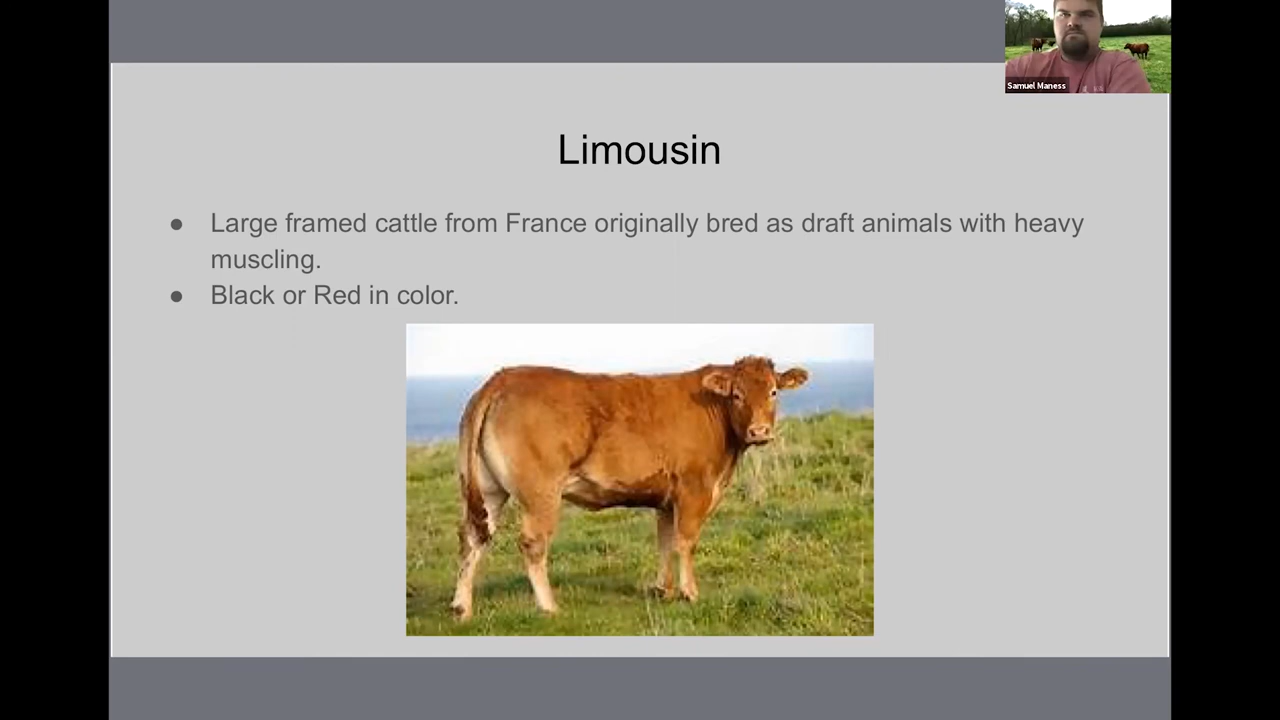 Samuel Maness
Limousin
● Large framed cattle from France originally bred as draft animals with heavy
muscling.
● Black or Red in color.